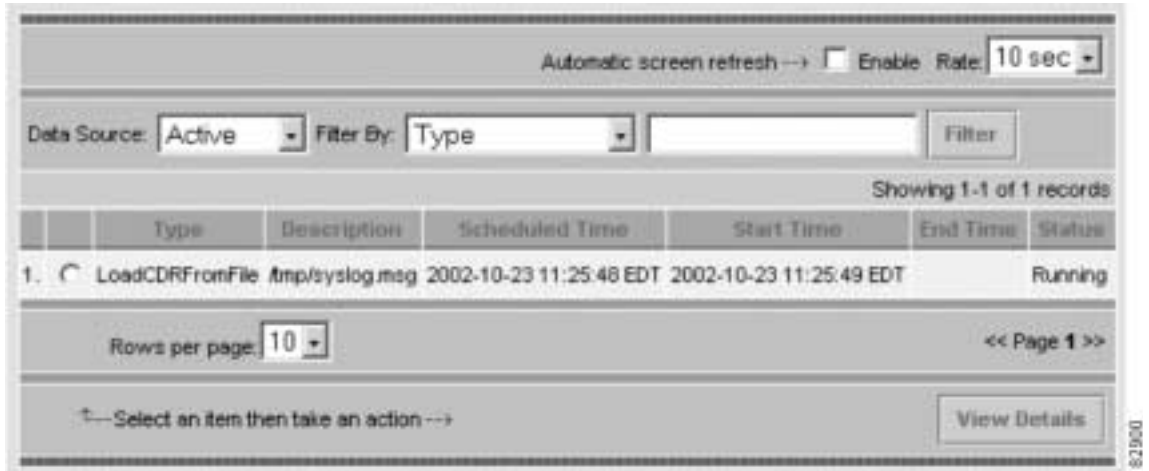 Automatic screen refresh --> Enable Rate: 10 sec
Data Source: Active Filter By: Type Filter
Showing 1-1 of 1 records
Type Description Scheduled Time Start Time End Time Status
1. LoadCDRFromFile /tmp/syslog.msg 2002-10-23 11:25:48 EDT 2002-10-23 11:25:49 EDT Running
Rows per page: 10 << Page 1 >>
Select an item then take an action --> View Details
82900